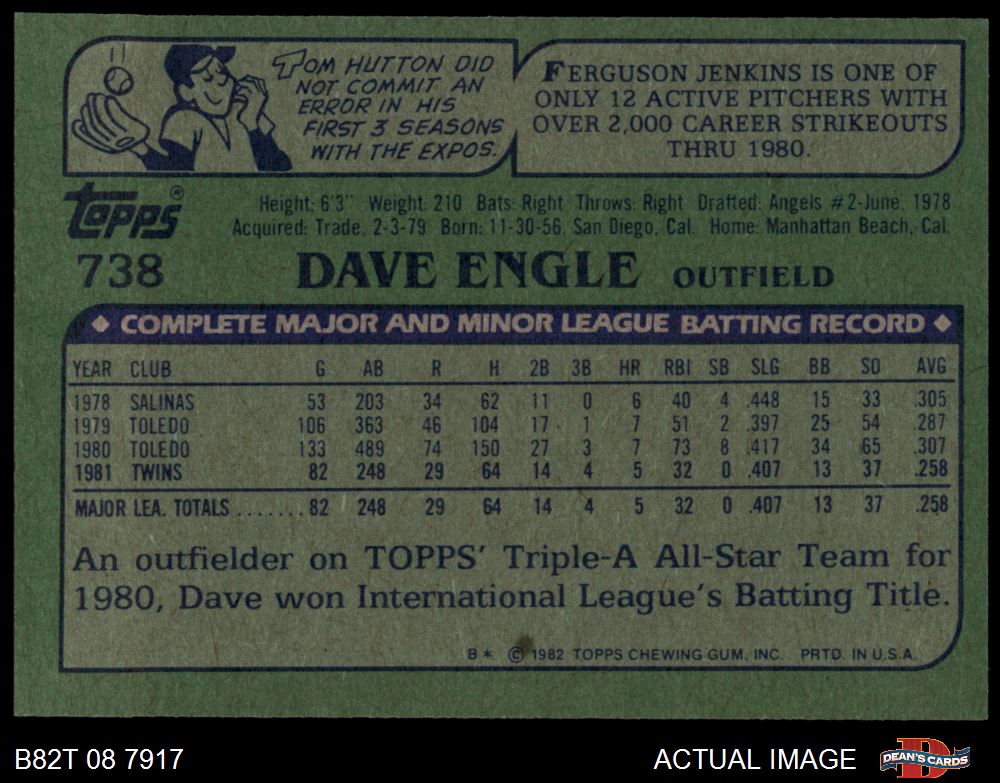 TOM HUTTON DID
NOT COMMIT AN
ERROR IN HIS
FIRST 3 SEASONS
WITH THE EXPOS.
FERGUSON JENKINS IS ONE OF
ONLY 12 ACTIVE PITCHERS WITH
OVER 2,000 CAREER STRIKEOUTS
THRU 1980.
Topps®
Height: 6'3" Weight: 210 Bats: Right Throws: Right Drafted: Angels #2-June, 1978
Acquired: Trade, 2-3-79 Born: 11-30-56, San Diego, Cal. Home: Manhattan Beach, Cal.
738 DAVE ENGLE OUTFIELD
◆ COMPLETE MAJOR AND MINOR LEAGUE BATTING RECORD ◆
YEAR CLUB G AB R H 2B 3B HR RBI SB SLG BB SO AVG
1978 SALINAS 53 203 34 62 11 0 6 40 4 .448 15 33 .305
1979 TOLEDO 106 363 46 104 17 1 7 51 2 .397 25 54 .287
1980 TOLEDO 133 489 74 150 27 3 7 73 8 .417 34 65 .307
1981 TWINS 82 248 29 64 14 4 5 32 0 .407 13 37 .258
MAJOR LEA. TOTALS ....... 82 248 29 64 14 4 5 32 0 .407 13 37 .258
An outfielder on TOPPS' Triple-A All-Star Team for
1980, Dave won International League's Batting Title.
B* © 1982 TOPPS CHEWING GUM, INC. PRTD. IN U.S.A.
B82T 08 7917
ACTUAL IMAGE
D
DEAN'S CARDS